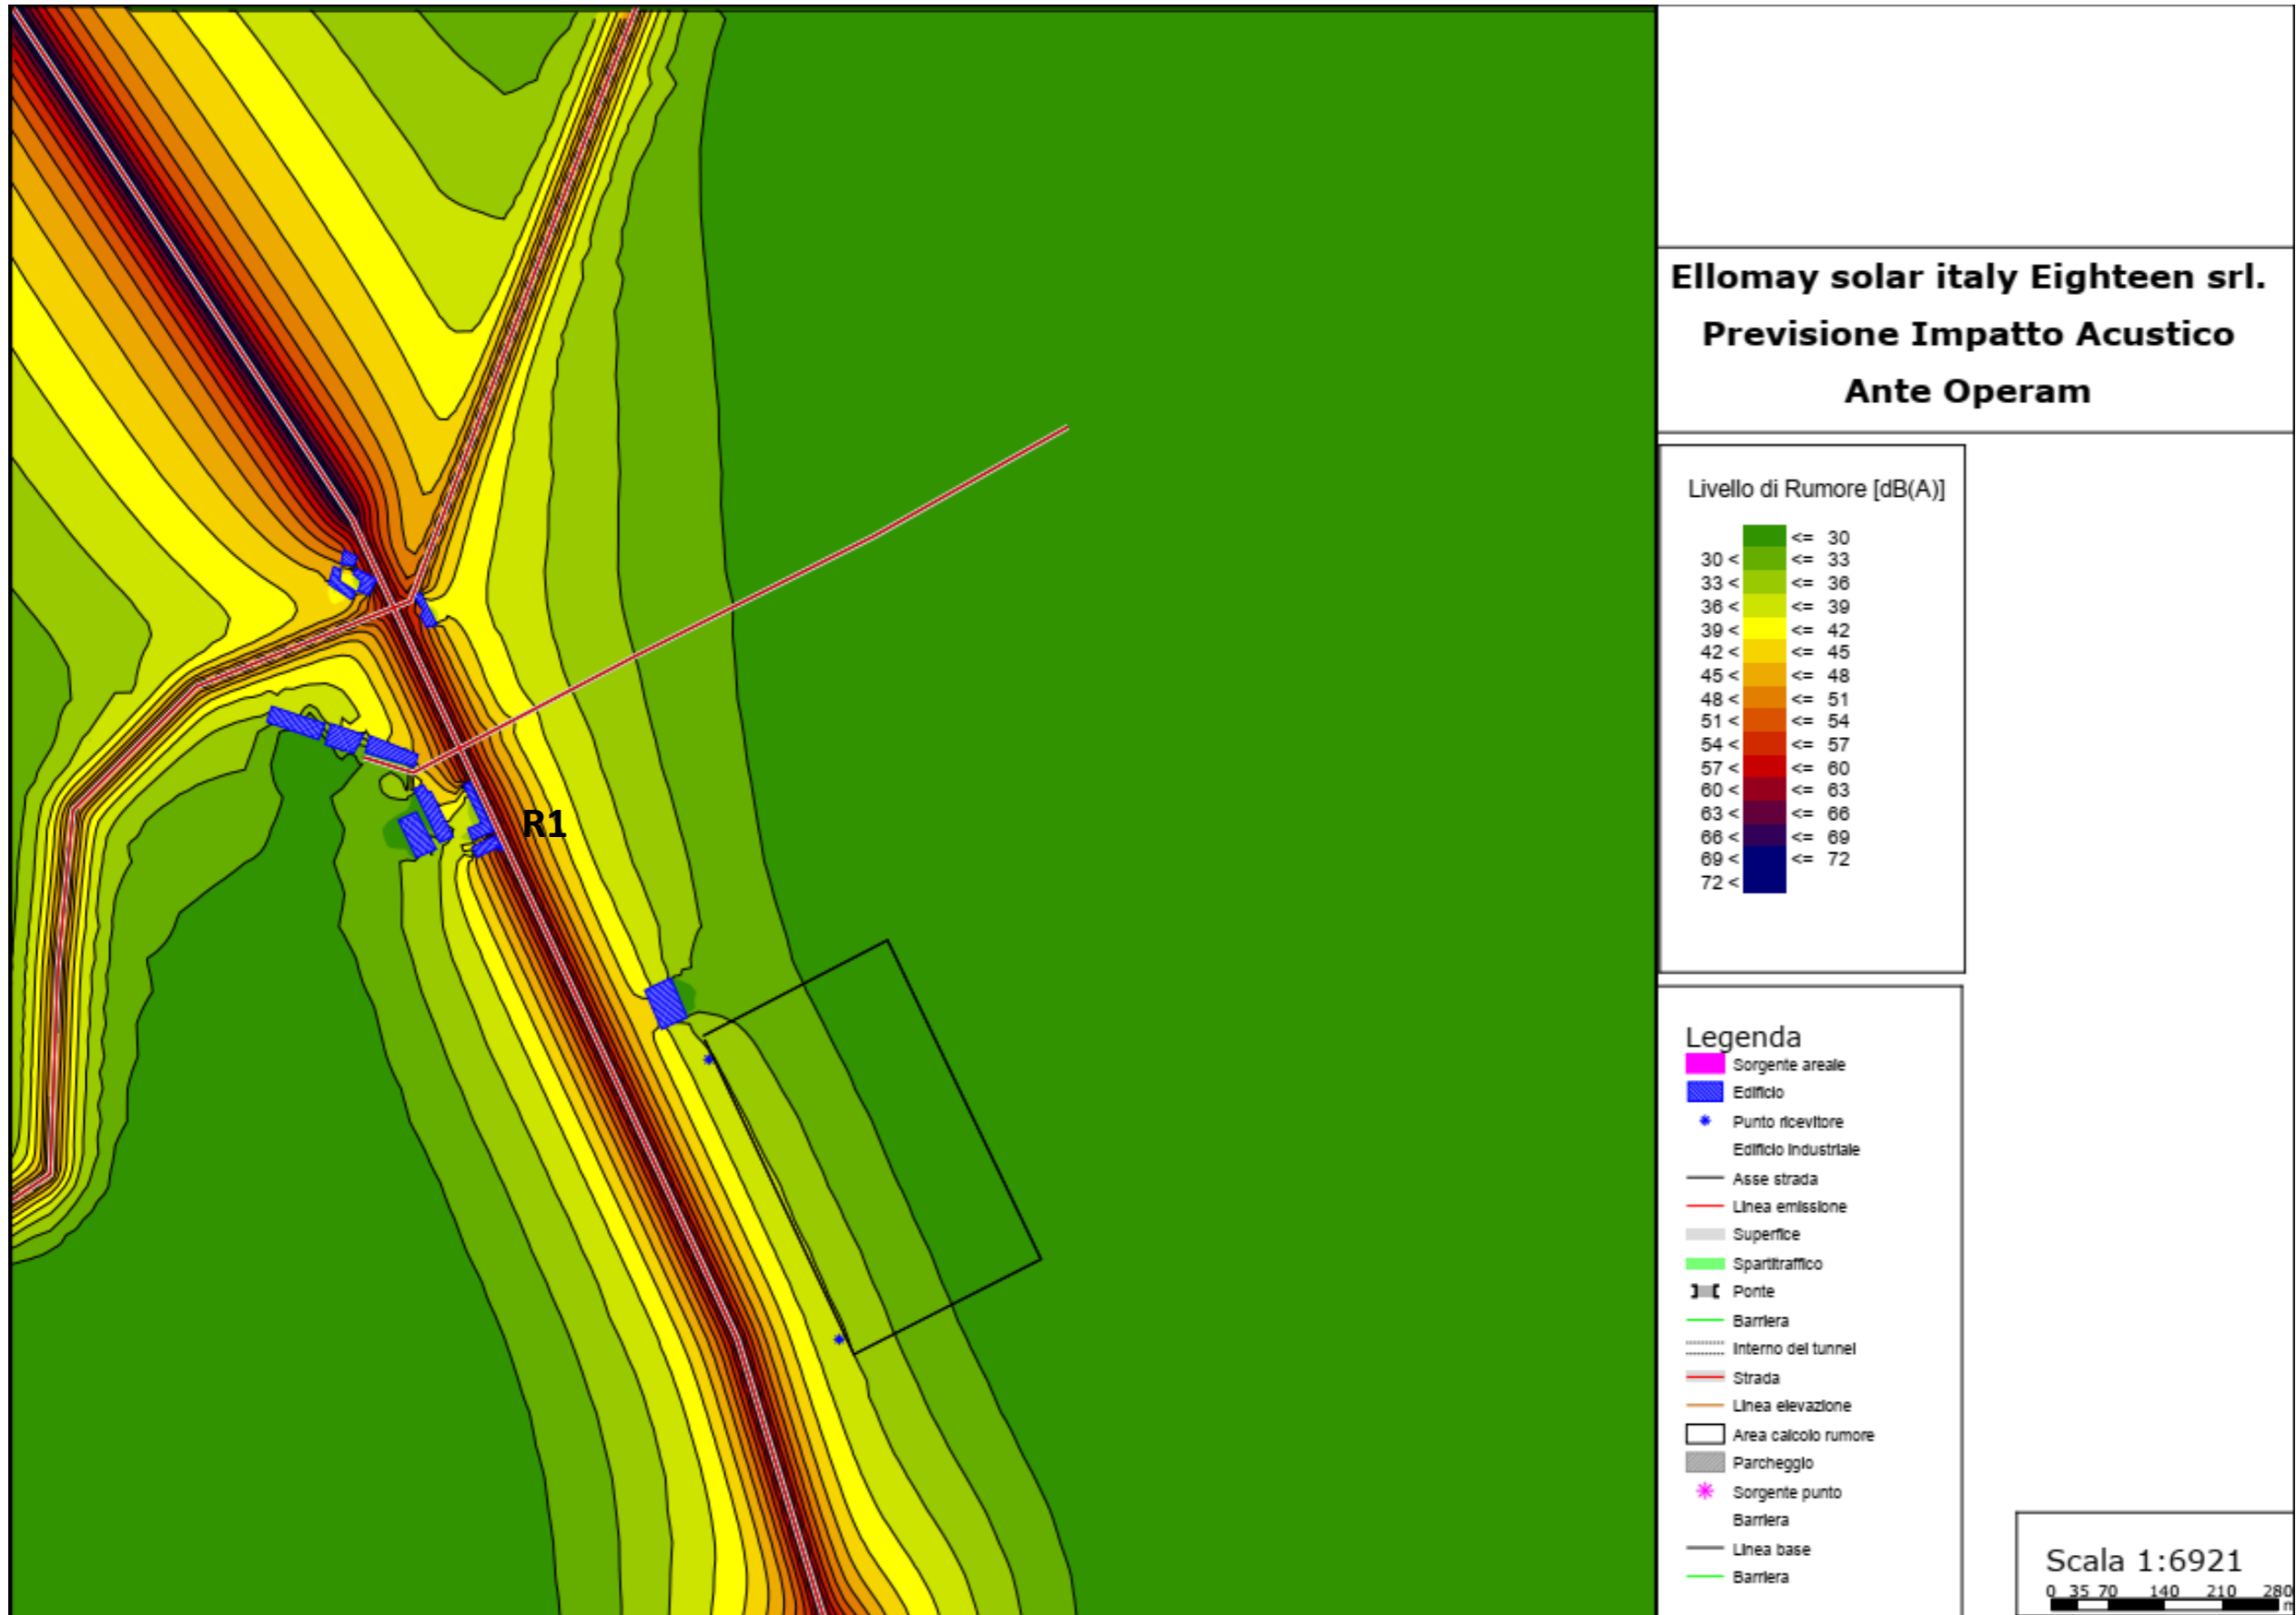 R1
Ellomay solar italy Eighteen srl.
Previsione Impatto Acustico
Ante Operam
Livello di Rumore [dB(A)]
<= 30
30 < <= 33
33 < <= 36
36 < <= 39
39 < <= 42
42 < <= 45
45 < <= 48
48 < <= 51
51 < <= 54
54 < <= 57
57 < <= 60
60 < <= 63
63 < <= 66
66 < <= 69
69 < <= 72
72 <
Legenda
Sorgente areale
Edificio
Punto ricevitore
Edificio industriale
Asse strada
Linea emissione
Superfice
Spartitraffico
Ponte
Barriera
Interno del tunnel
Strada
Linea elevazione
Area calcolo rumore
Parcheggio
Sorgente punto
Barriera
Linea base
Barriera
Scala 1:6921
0 35 70 140 210 280